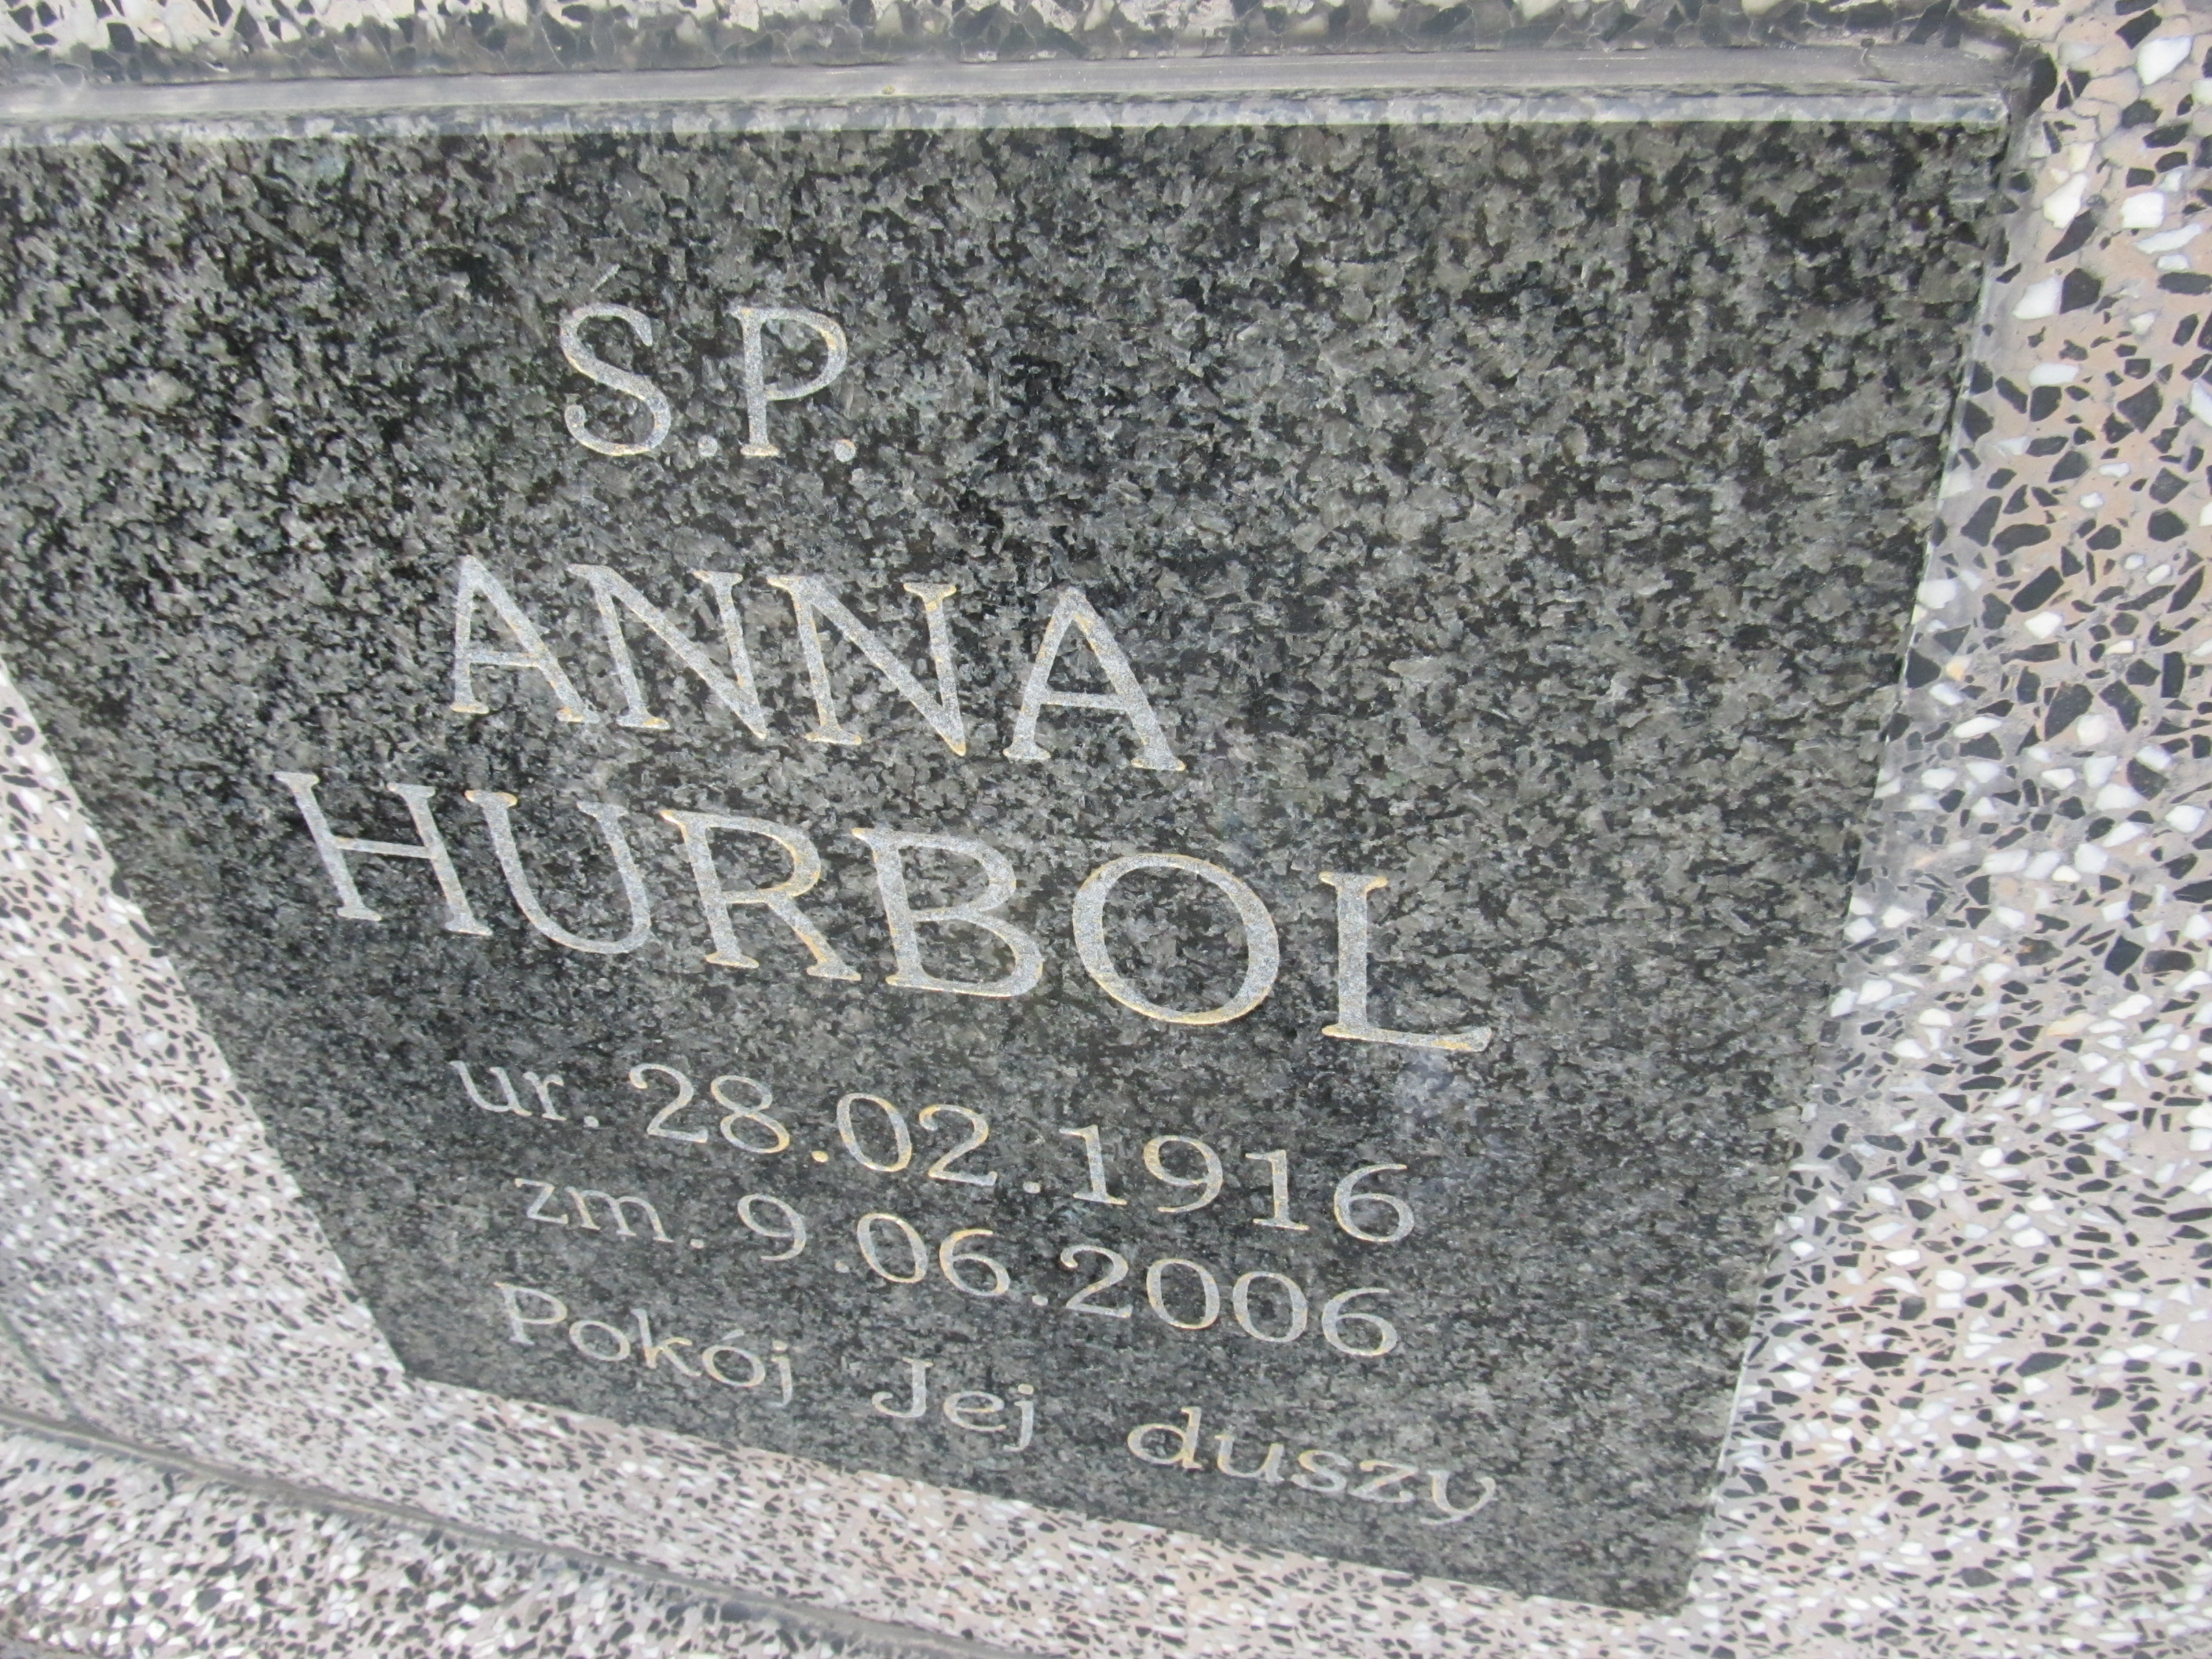 Ś.P.
ANNA
HURBOL
ur. 28.02.1916
zm. 9.06.2006
Pokój Jej duszy